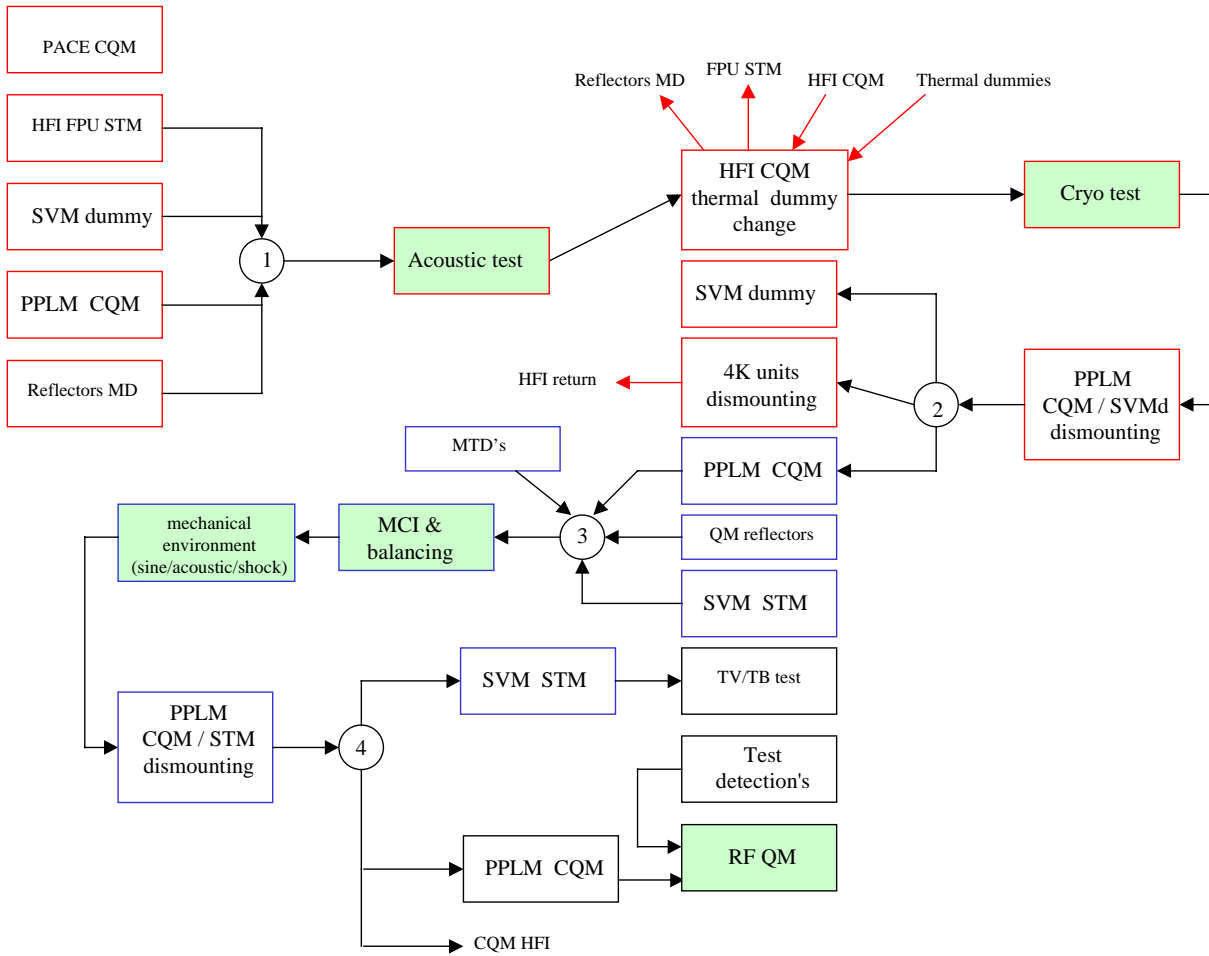 PACE CQM
HFI FPU STM
SVM dummy
PPLM CQM
Reflectors MD
1
Acoustic test
Reflectors MD
FPU STM
HFI CQM
Thermal dummies
HFI CQM
thermal dummy
change
Cryo test
SVM dummy
HFI return
4K units
dismounting
2
PPLM
CQM / SVMd
dismounting
MTD's
PPLM CQM
mechanical
environment
(sine/acoustic/shock)
MCI &
balancing
3
QM reflectors
SVM STM
SVM STM
TV/TB test
PPLM
CQM / STM
dismounting
4
Test
detection's
PPLM CQM
RF QM
CQM HFI